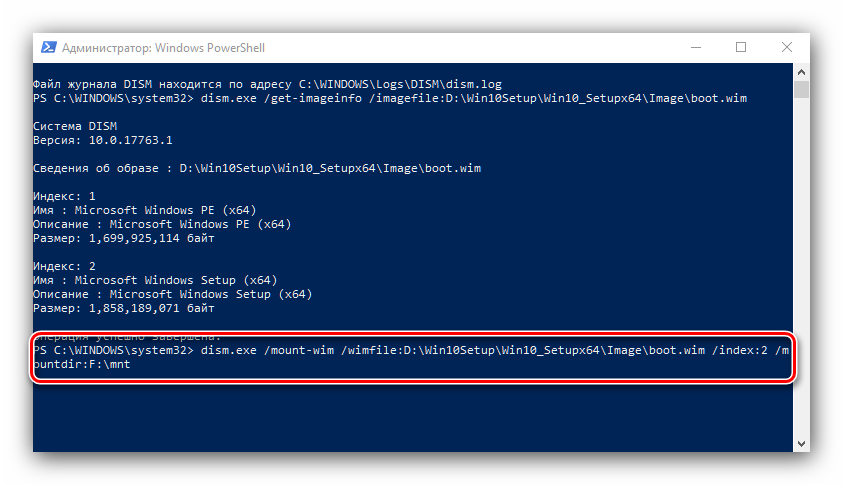 Администратор: Windows PowerShell
Файл журнала DISM находится по адресу C:\WINDOWS\Logs\DISM\dism.log
PS C:\WINDOWS\system32> dism.exe /get-imageinfo /imagefile:D:\Win10Setup\Win10_Setupx64\Image\boot.wim
Cистема DISM
Версия: 10.0.17763.1
Сведения об образе : D:\Win10Setup\Win10_Setupx64\Image\boot.wim
Индекс: 1
Имя : Microsoft Windows PE (x64)
Описание : Microsoft Windows PE (x64)
Размер: 1,699,925,114 байт
Индекс: 2
Имя : Microsoft Windows Setup (x64)
Описание : Microsoft Windows Setup (x64)
Размер: 1,858,189,071 байт
Операция успешно завершена.
PS C:\WINDOWS\system32> dism.exe /mount-wim /wimfile:D:\Win10Setup\Win10_Setupx64\Image\boot.wim /index:2 /m
ountdir:F:\mnt